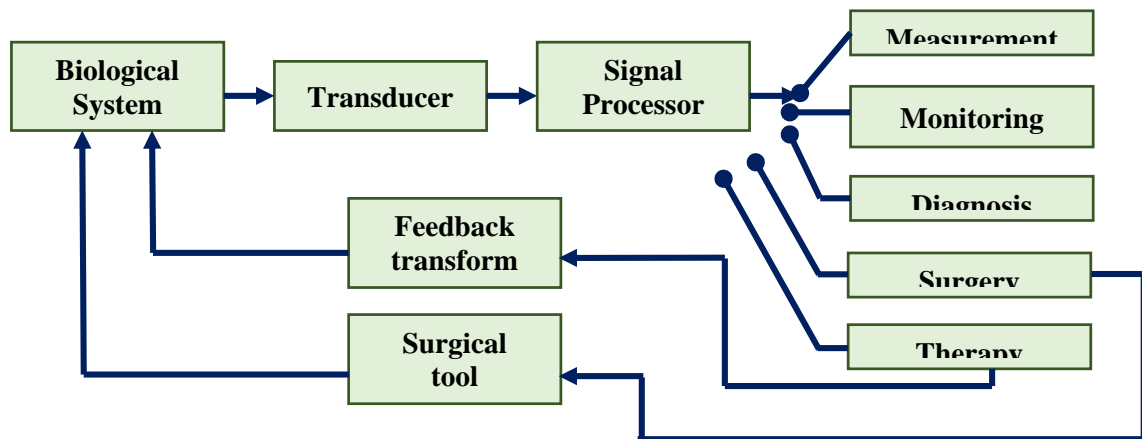 Biological
System
Transducer
Signal
Processor
Measurement
Monitoring
Diagnosis
Feedback
transform
Surgery
Surgical
tool
Therapy